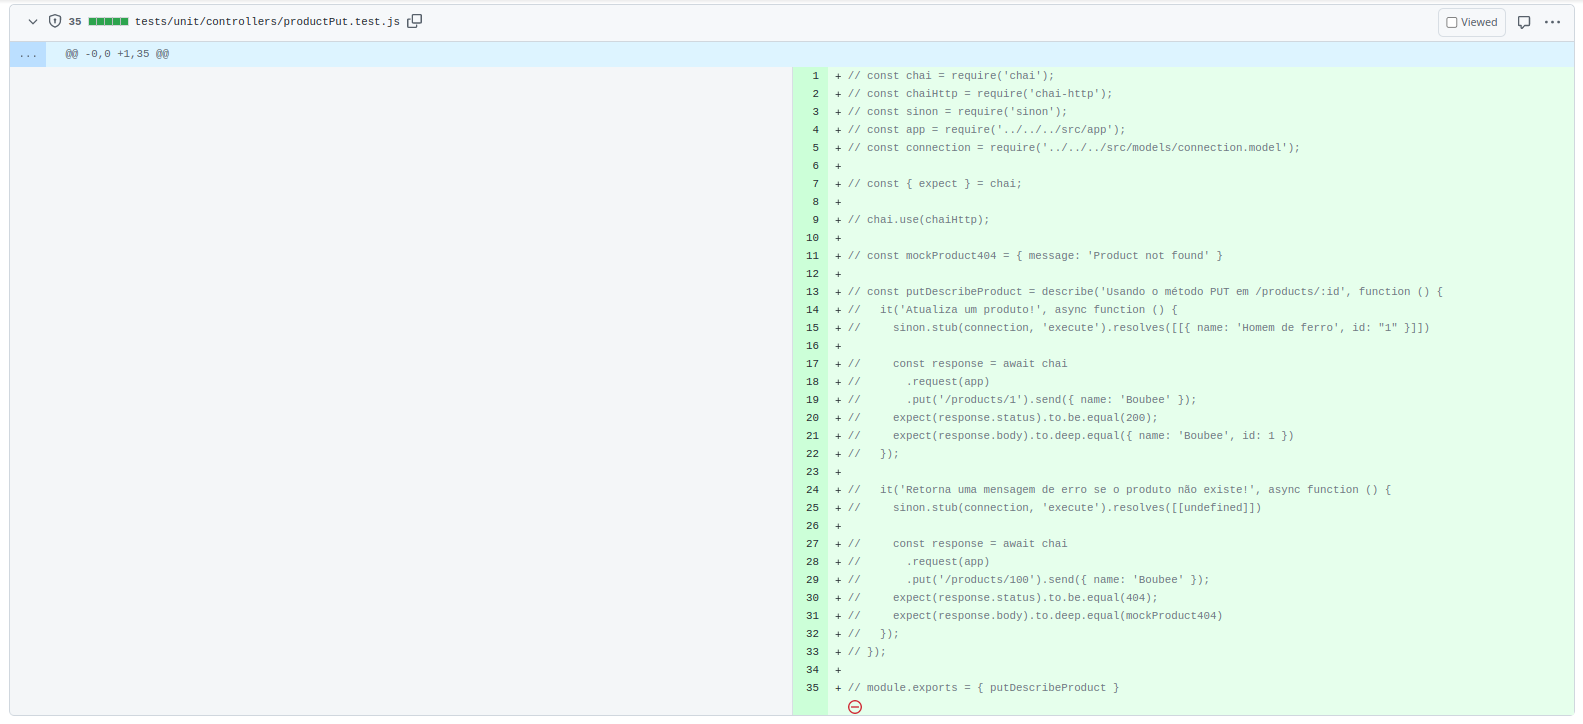 35 tests/unit/controllers/productPut.test.js Viewed
... @@ -0,0 +1,35 @@
1 + // const chai = require('chai');
2 + // const chaiHttp = require('chai-http');
3 + // const sinon = require('sinon');
4 + // const app = require('../../../src/app');
5 + // const connection = require('../../../src/models/connection.model');
6 +
7 + // const { expect } = chai;
8 +
9 + // chai.use(chaiHttp);
10 +
11 + // const mockProduct404 = { message: 'Product not found' }
12 +
13 + // const putDescribeProduct = describe('Usando o método PUT em /products/:id', function () {
14 + //   it('Atualiza um produto!', async function () {
15 + //     sinon.stub(connection, 'execute').resolves([[{ name: 'Homem de ferro', id: "1" }]])
16 +
17 + //     const response = await chai
18 + //       .request(app)
19 + //       .put('/products/1').send({ name: 'Boubee' });
20 + //     expect(response.status).to.be.equal(200);
21 + //     expect(response.body).to.deep.equal({ name: 'Boubee', id: 1 })
22 + //   });
23 +
24 + //   it('Retorna uma mensagem de erro se o produto não existe!', async function () {
25 + //     sinon.stub(connection, 'execute').resolves([[undefined]])
26 +
27 + //     const response = await chai
28 + //       .request(app)
29 + //       .put('/products/100').send({ name: 'Boubee' });
30 + //     expect(response.status).to.be.equal(404);
31 + //     expect(response.body).to.deep.equal(mockProduct404)
32 + //   });
33 + // });
34 +
35 + // module.exports = { putDescribeProduct }